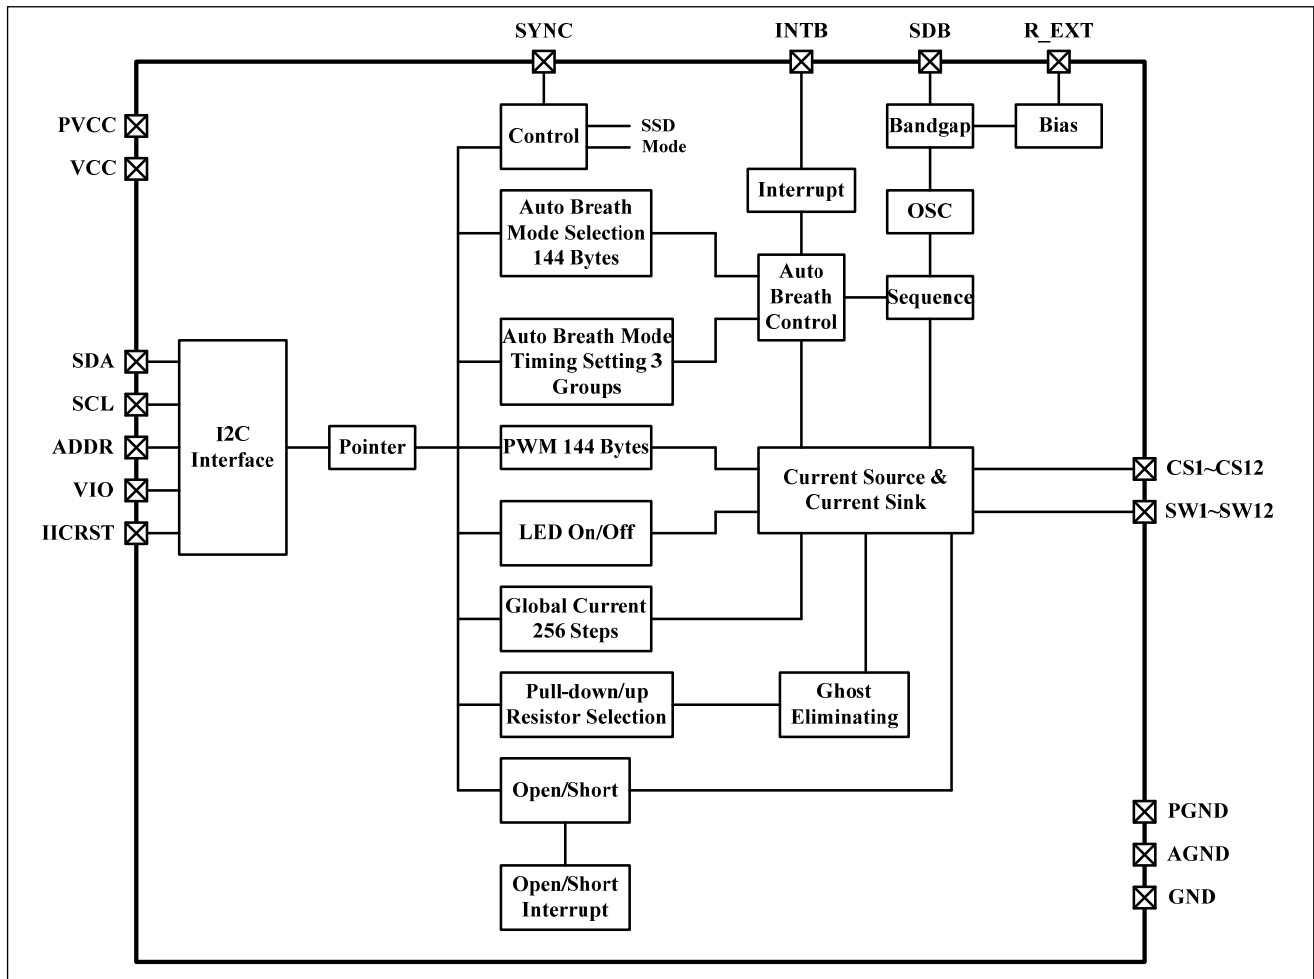 SYNC
INTB
SDB
R_EXT
PVCC
VCC
Control
SSD
Mode
Bandgap
Bias
Interrupt
OSC
Auto Breath
Mode Selection
144 Bytes
Auto
Breath
Control
Sequence
Auto Breath Mode
Timing Setting 3
Groups
SDA
SCL
ADDR
VIO
IICRST
I2C
Interface
Pointer
PWM 144 Bytes
Current Source &
Current Sink
CS1~CS12
SW1~SW12
LED On/Off
Global Current
256 Steps
Pull-down/up
Resistor Selection
Ghost
Eliminating
Open/Short
Open/Short
Interrupt
PGND
AGND
GND